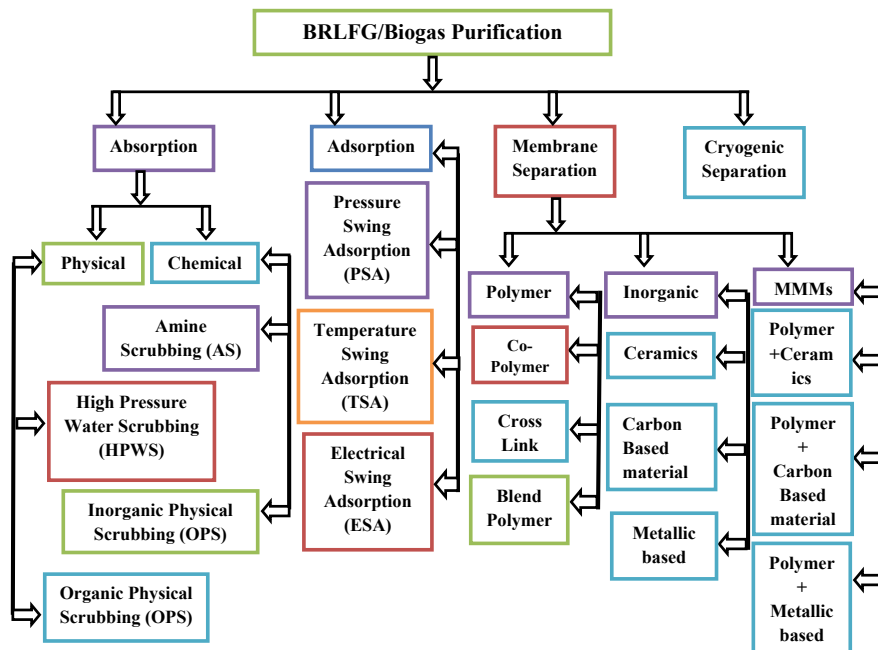 BRLFG/Biogas Purification
Absorption
Adsorption
Membrane
Separation
Cryogenic
Separation
Physical
Chemical
Amine
Scrubbing (AS)
High Pressure
Water Scrubbing
(HPWS)
Inorganic Physical
Scrubbing (OPS)
Organic Physical
Scrubbing (OPS)
Pressure
Swing
Adsorption
(PSA)
Temperature
Swing
Adsorption
(TSA)
Electrical
Swing
Adsorption
(ESA)
Polymer
Co-
Polymer
Cross
Link
Blend
Polymer
Inorganic
Ceramics
Carbon
Based
material
Metallic
based
MMMs
Polymer
+Ceram
ics
Polymer
+
Carbon
Based
material
Polymer
+
Metallic
based